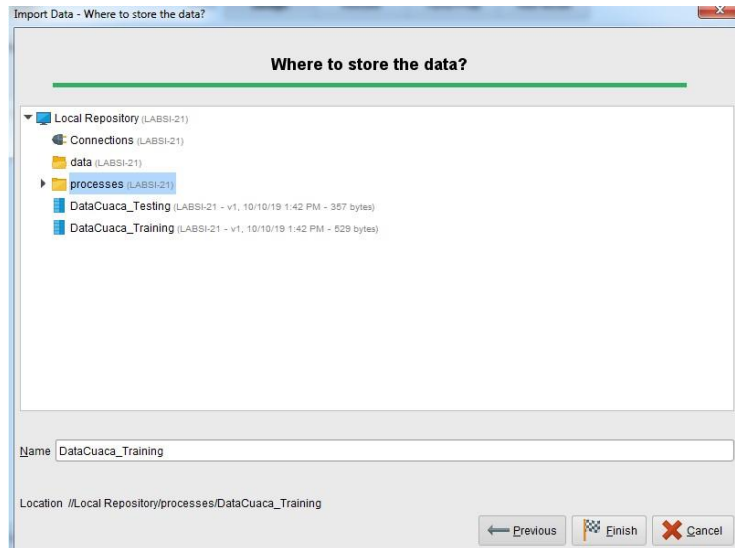 Import Data - Where to store the data?
Where to store the data?
Local Repository (LABSI-21)
Connections (LABSI-21)
data (LABSI-21)
processes (LABSI-21)
DataCuaca_Testing (LABSI-21 - v1, 10/10/19 1:42 PM - 357 bytes)
DataCuaca_Training (LABSI-21 - v1, 10/10/19 1:42 PM - 529 bytes)
Name DataCuaca_Training
Location //Local Repository/processes/DataCuaca_Training
Previous Finish Cancel